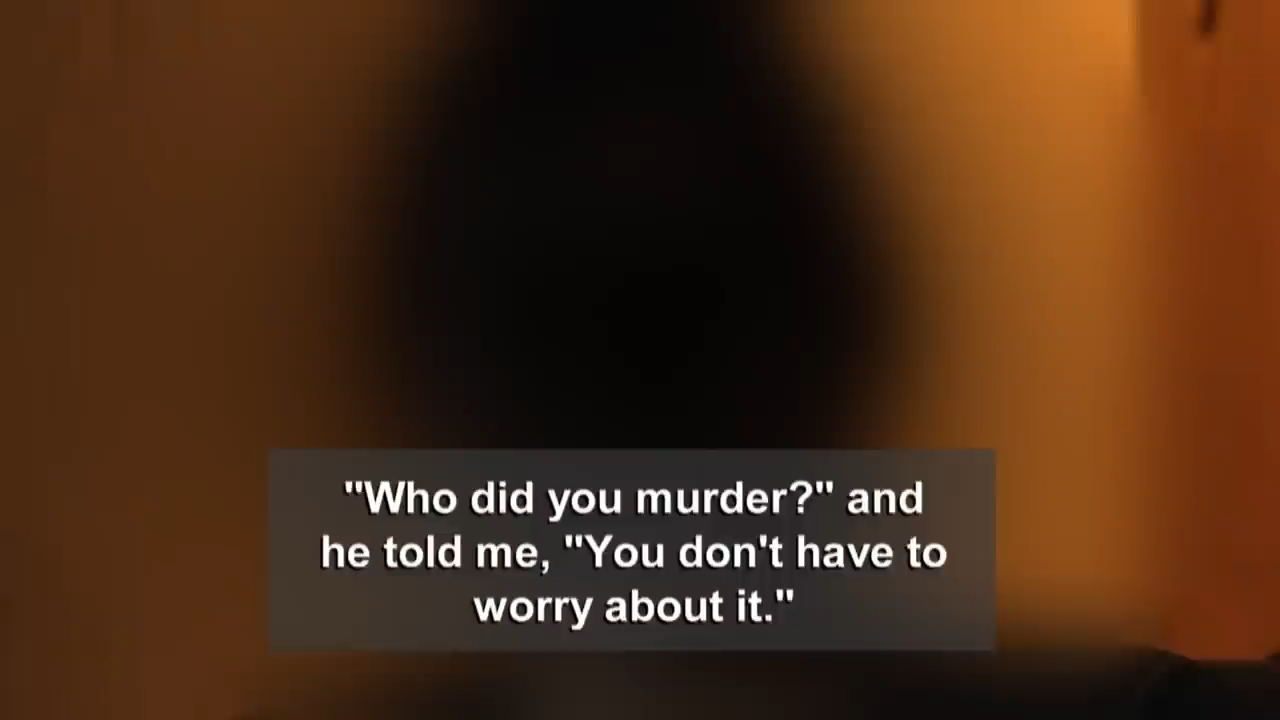 "Who did you murder?" and
he told me, "You don't have to
worry about it."